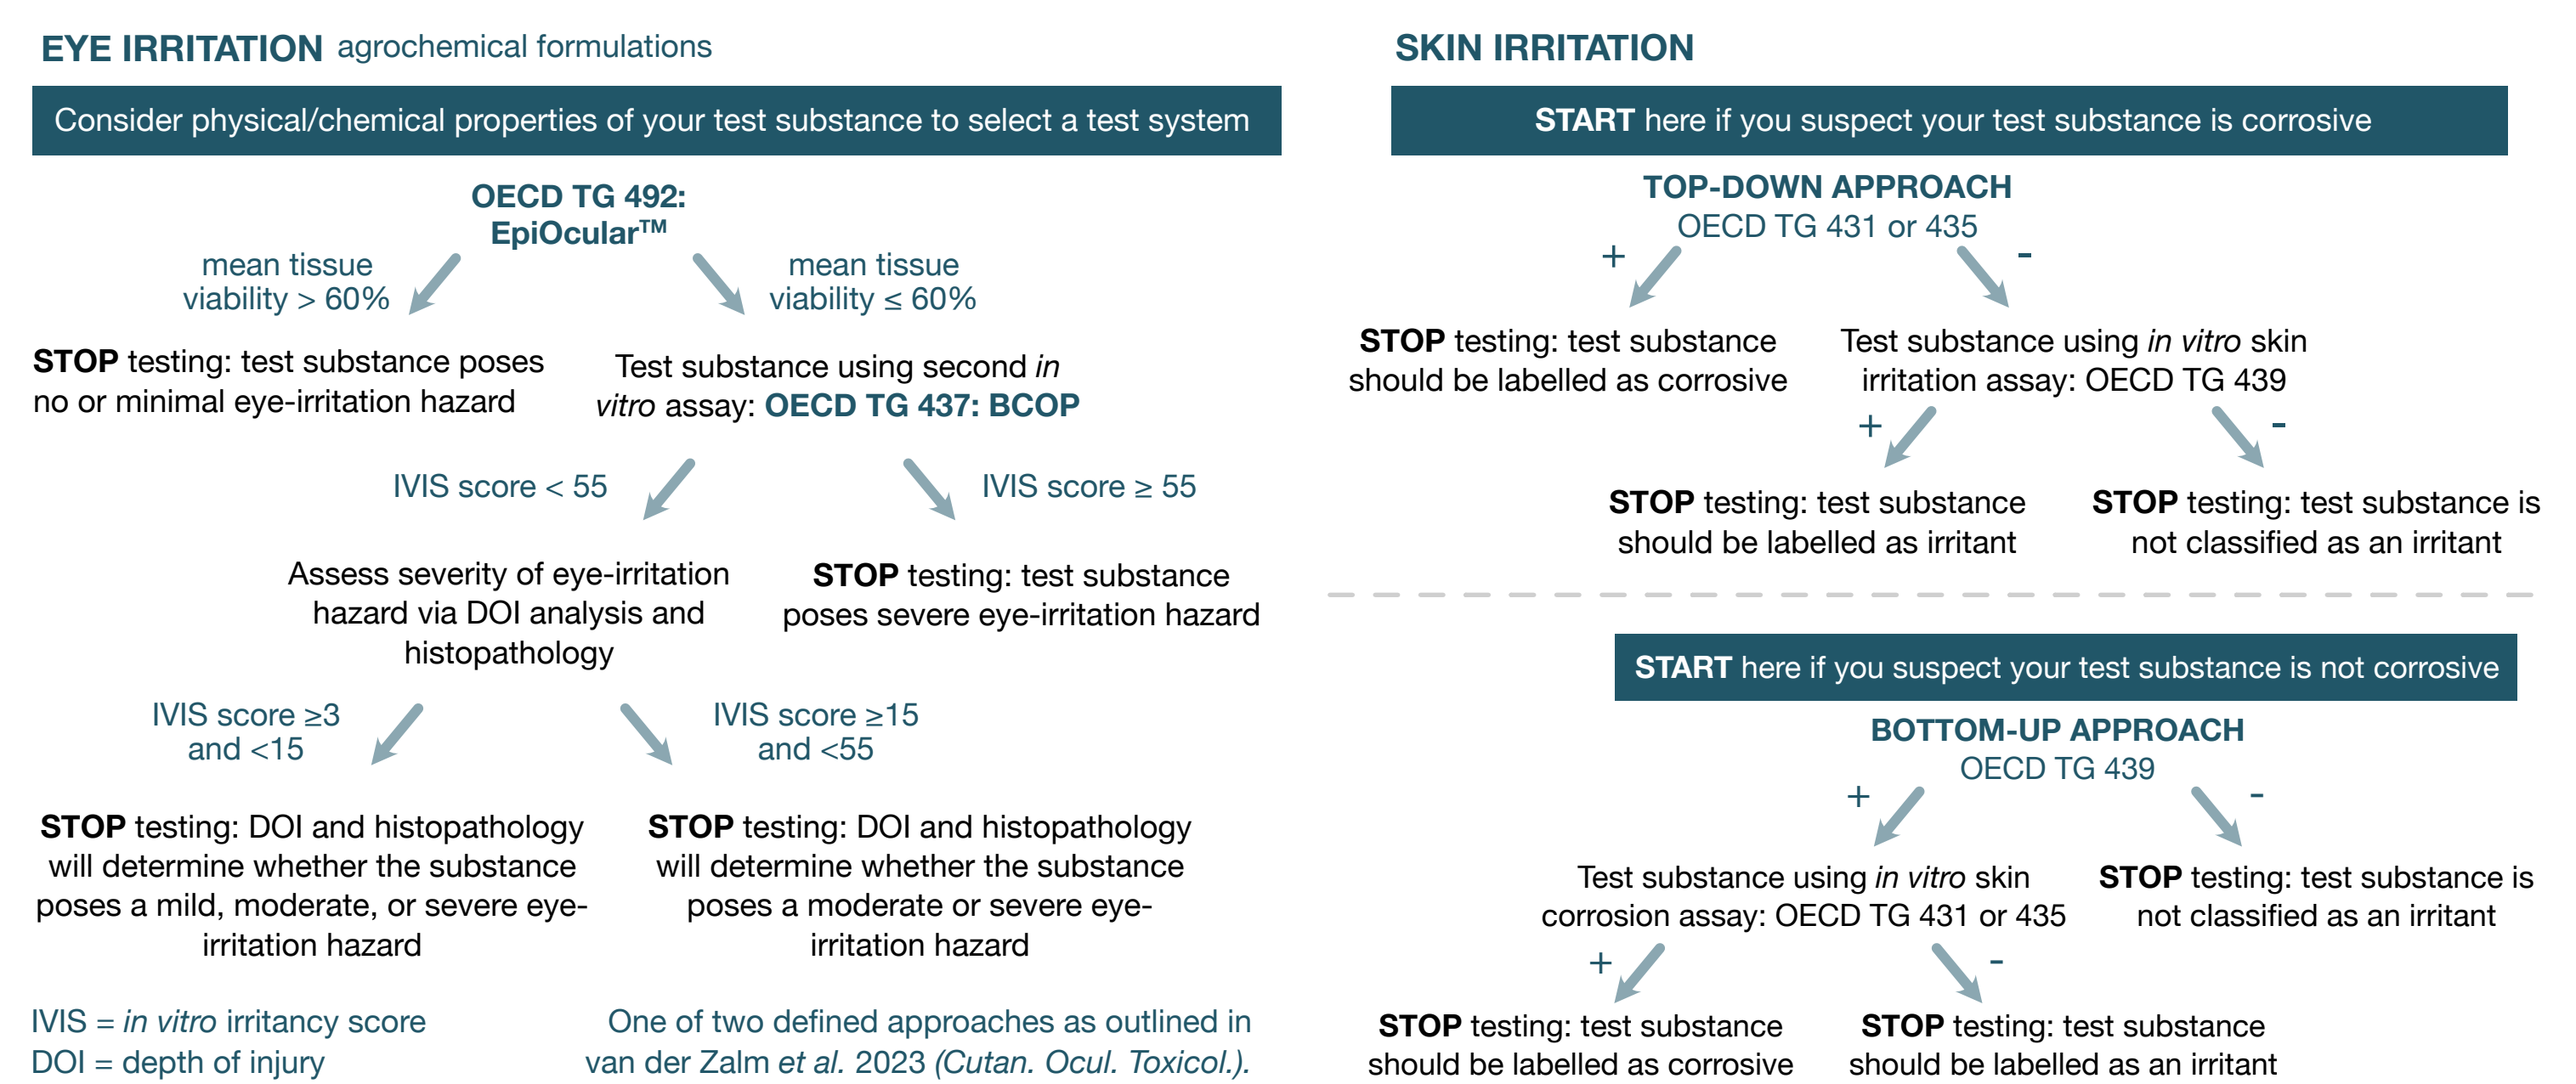 EYE IRRITATION agrochemical formulations
Consider physical/chemical properties of your test substance to select a test system
OECD TG 492:
EpiOcular™
mean tissue
viability > 60%
mean tissue
viability ≤ 60%
STOP testing: test substance poses
no or minimal eye-irritation hazard
Test substance using second in
vitro assay: OECD TG 437: BCOP
IVIS score < 55
IVIS score ≥ 55
Assess severity of eye-irritation
hazard via DOI analysis and
histopathology
STOP testing: test substance
poses severe eye-irritation hazard
IVIS score ≥3
and <15
IVIS score ≥15
and <55
STOP testing: DOI and histopathology
will determine whether the substance
poses a mild, moderate, or severe eye-
irritation hazard
STOP testing: DOI and histopathology
will determine whether the substance
poses a moderate or severe eye-
irritation hazard
IVIS = in vitro irritancy score
DOI = depth of injury
One of two defined approaches as outlined in
van der Zalm et al. 2023 (Cutan. Ocul. Toxicol.).
SKIN IRRITATION
START here if you suspect your test substance is corrosive
TOP-DOWN APPROACH
OECD TG 431 or 435
+
-
STOP testing: test substance
should be labelled as corrosive
Test substance using in vitro skin
irritation assay: OECD TG 439
+
-
STOP testing: test substance
should be labelled as irritant
STOP testing: test substance is
not classified as an irritant
START here if you suspect your test substance is not corrosive
BOTTOM-UP APPROACH
OECD TG 439
+
-
Test substance using in vitro skin
corrosion assay: OECD TG 431 or 435
STOP testing: test substance is
not classified as an irritant
+
-
STOP testing: test substance
should be labelled as corrosive
STOP testing: test substance
should be labelled as an irritant